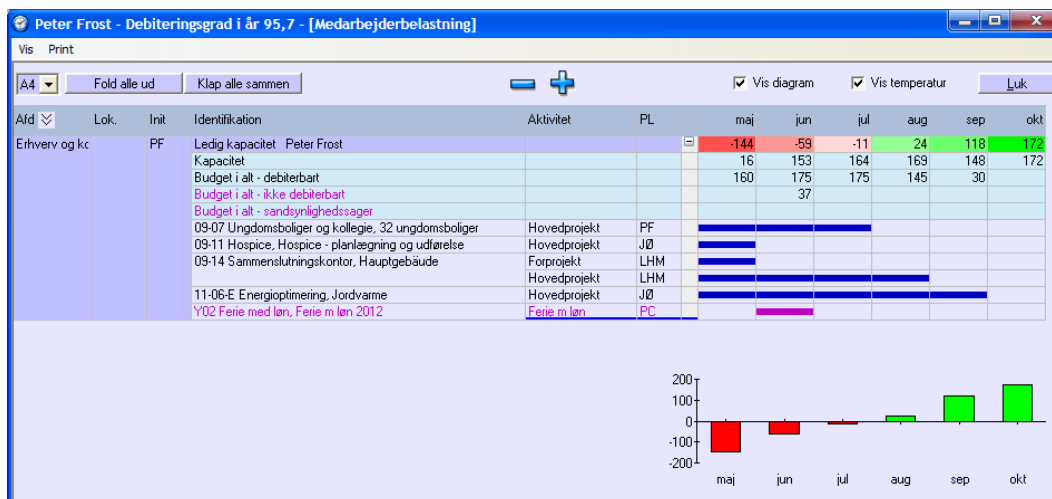 Peter Frost - Debiteringsgrad i år 95,7 - [Medarbejderbelastning]
Vis Print
A4 Fold alle ud Klap alle sammen Vis diagram Vis temperatur Luk
Afd Lok. Init Identifikation Aktivitet PL maj jun jul aug sep okt
Erhverv og kc PF Ledig kapacitet Peter Frost -144 -59 -11 24 118 172
Kapacitet 16 153 164 169 148 172
Budget i alt - debiterbart 160 175 175 145 30
Budget i alt - ikke debiterbart 37
Budget i alt - sandsynlighedssager
09-07 Ungdomsboliger og kollegie, 32 ungdomsboliger Hovedprojekt PF
09-11 Hospice, Hospice - planlægning og udførelse Hovedprojekt JØ
09-14 Sammenslutningskontor, Hauptgebäude Forprojekt LHM
Hovedprojekt LHM
11-06-E Energioptimering, Jordvarme Hovedprojekt JØ
Y02 Ferie med løn, Ferie m løn 2012 Ferie m løn PC
200
100
0
-100
-200
maj jun jul aug sep okt